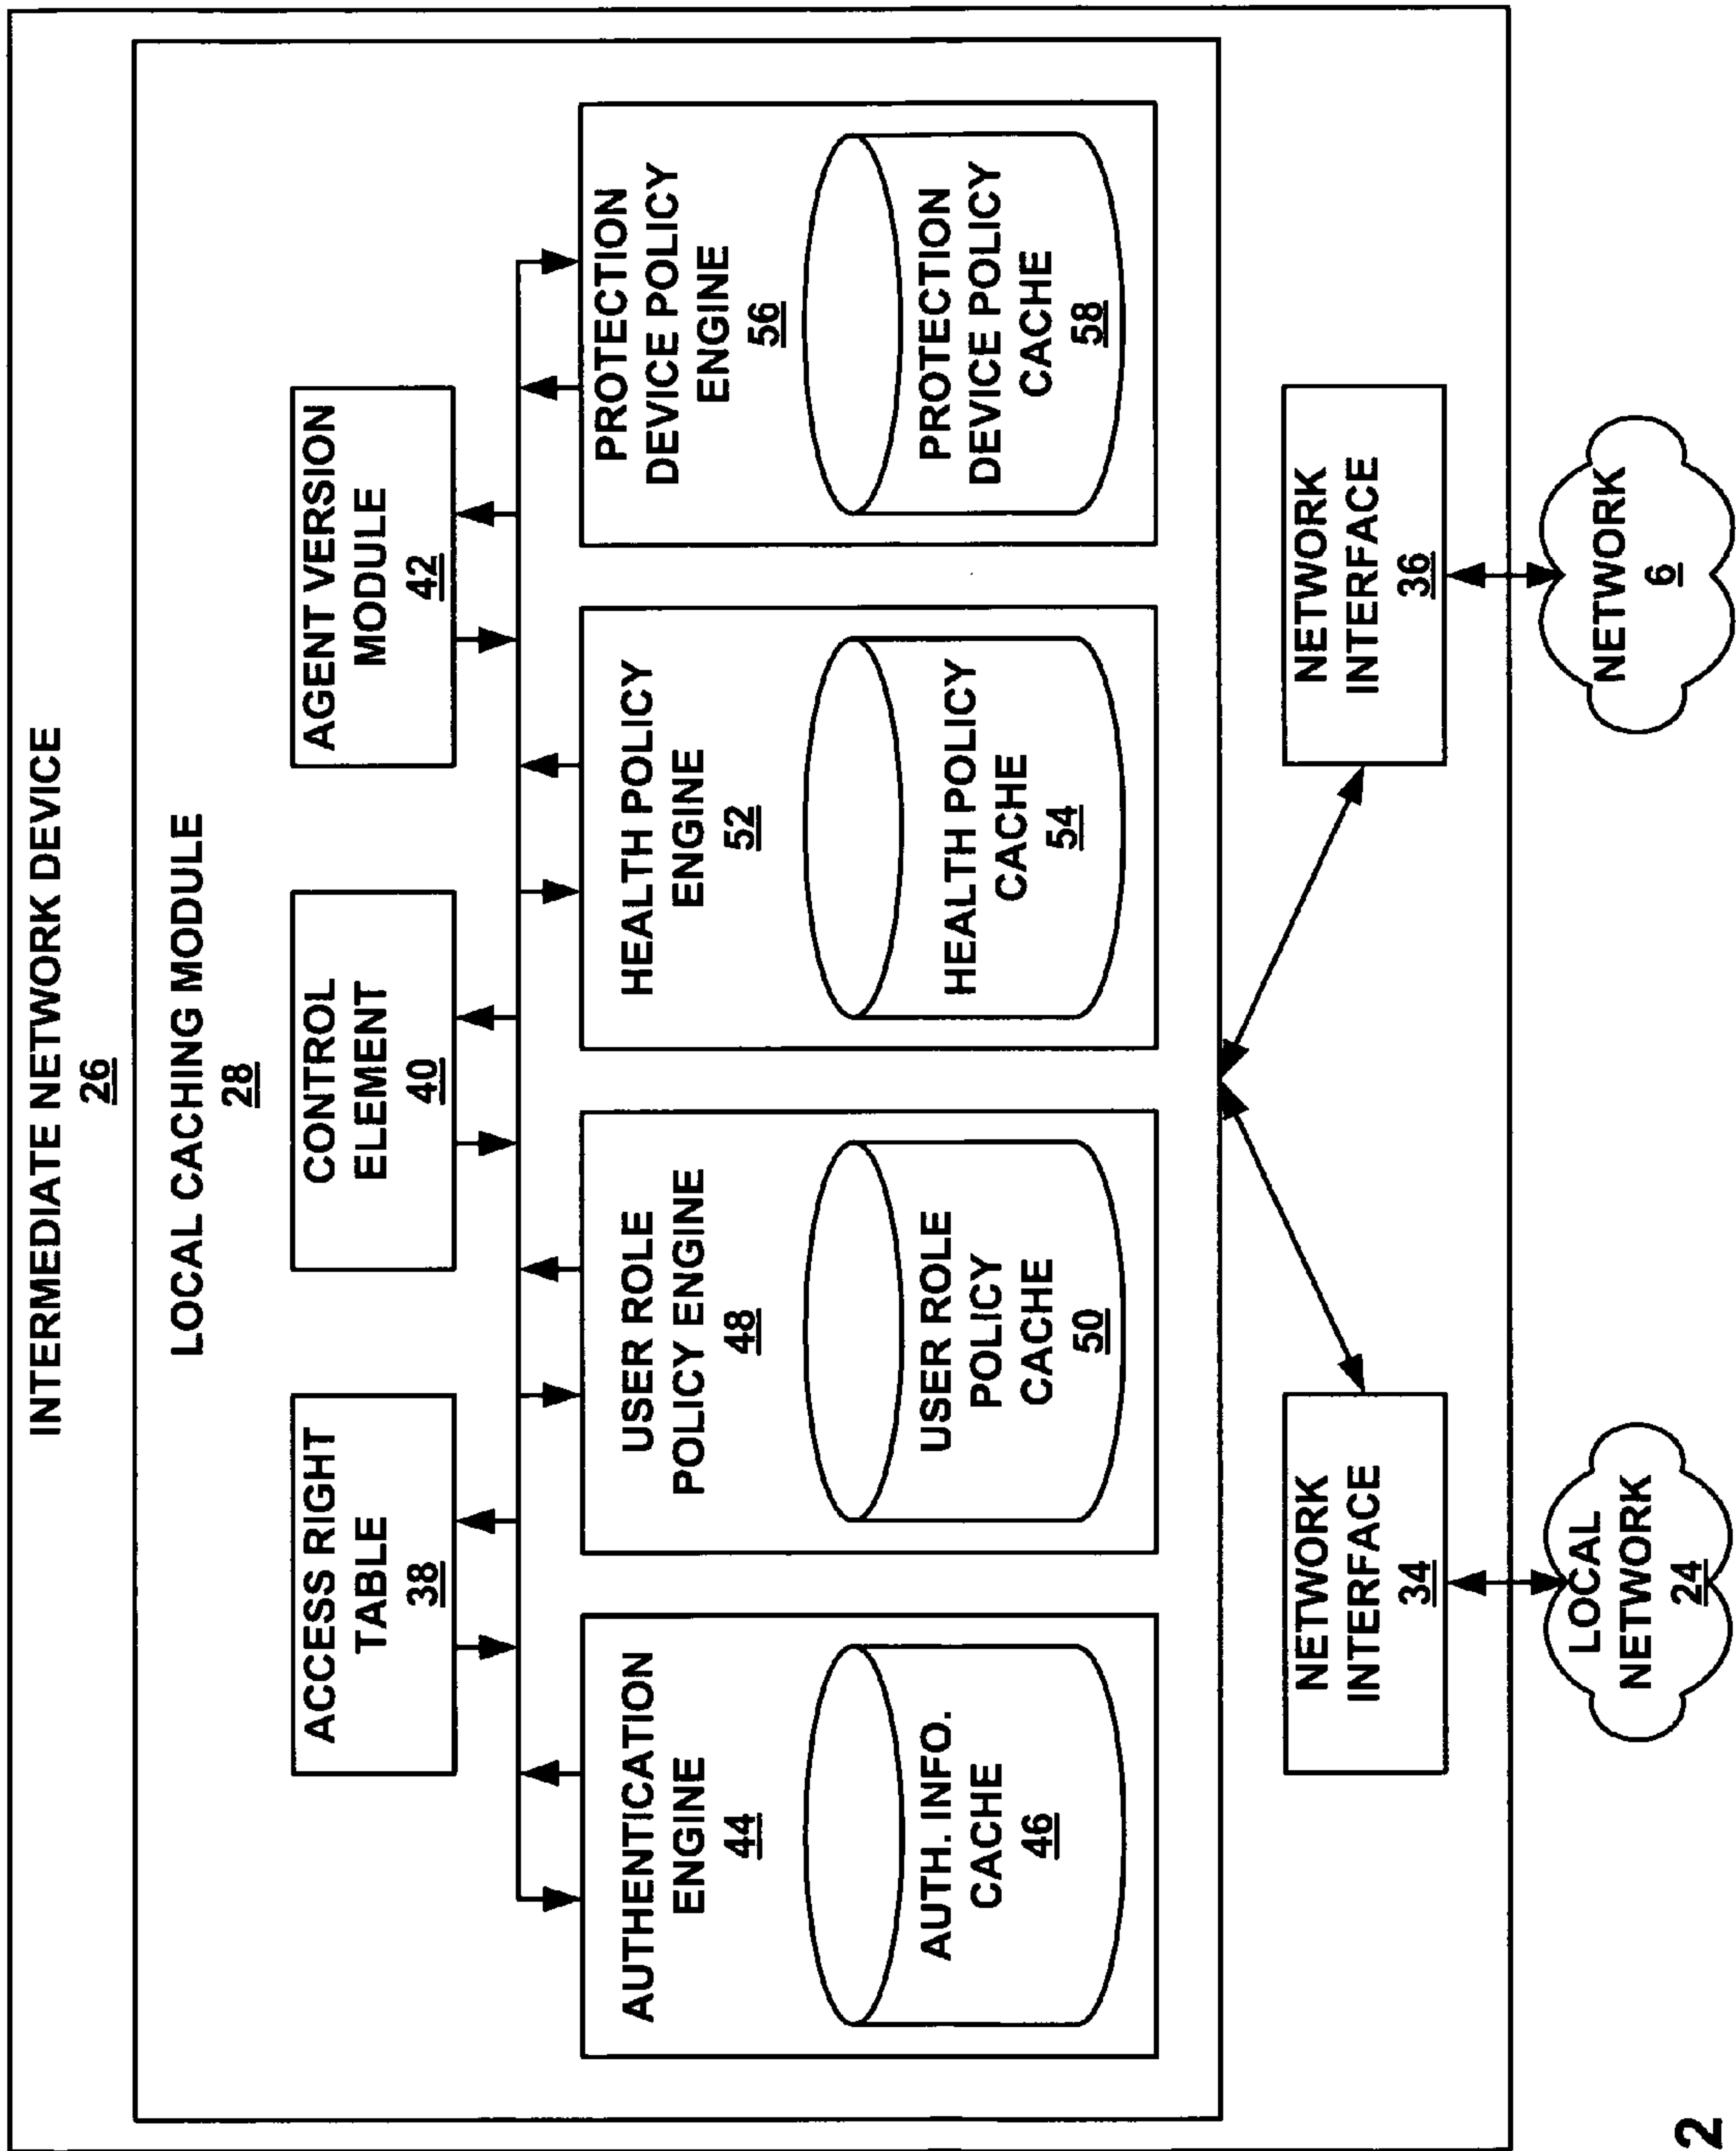 INTERMEDIATE NETWORK DEVICE
26
LOCAL CACHING MODULE
28
ACCESS RIGHT
TABLE
38
CONTROL
ELEMENT
40
AGENT VERSION
MODULE
42
AUTHENTICATION
ENGINE
44
AUTH. INFO.
CACHE
46
USER ROLE
POLICY ENGINE
48
USER ROLE
POLICY
CACHE
50
HEALTH POLICY
ENGINE
52
HEALTH POLICY
CACHE
54
PROTECTION
DEVICE POLICY
ENGINE
56
PROTECTION
DEVICE POLICY
CACHE
58
NETWORK
INTERFACE
34
NETWORK
INTERFACE
36
LOCAL
NETWORK
24
NETWORK
6
2